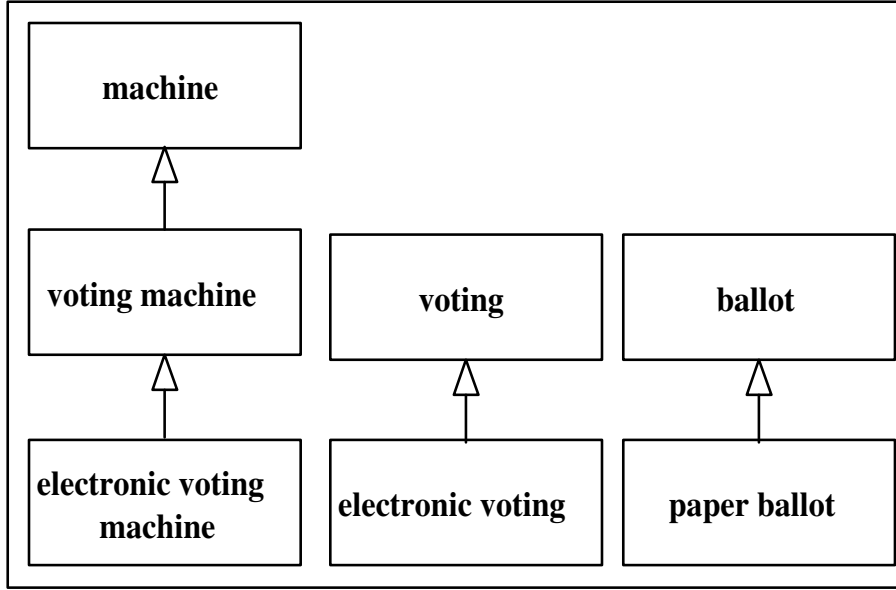 machine
voting machine
voting
ballot
electronic voting
machine
electronic voting
paper ballot